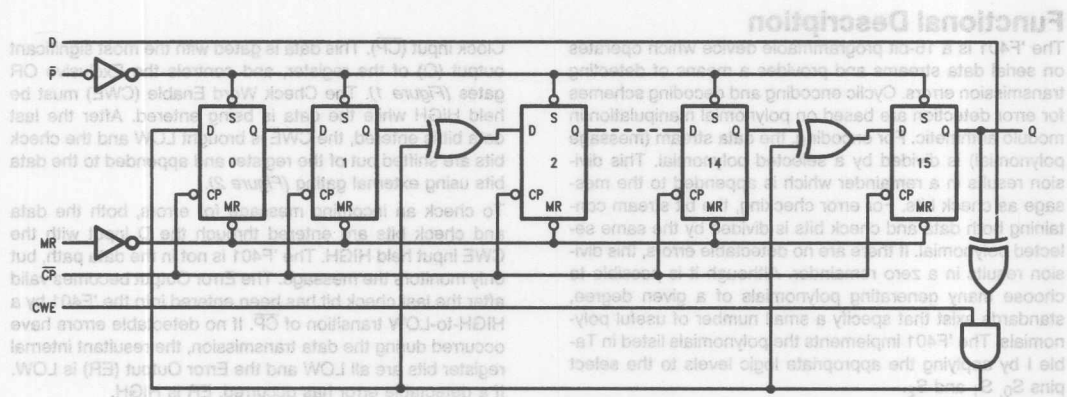 D
P
S S S S S
D Q D Q D Q D Q D Q Q
0 1 2 14 15
CP CP CP CP CP
MR MR MR MR MR
MR
C̅P̅
CWE
Functional Description
The 'F401 is a 16-bit programmable device which operates
on serial data streams and provides a means of detecting
transmission errors. Cyclic encoding and decoding schemes
for error detection are based on polynomial manipulation in
modulo arithmetic. For encoding, the data stream (message
polynomial) is divided by a selected polynomial. This divi-
sion results in a remainder which is appended to the mes-
sage as check bits. For error checking, the bit stream con-
taining both data and check bits is divided by the same se-
lected polynomial. If there are no detectable errors, this divi-
sion results in a zero remainder. Although it is possible to
choose many generating polynomials of a given degree,
standards exist that specify a small number of useful poly-
nomials. The 'F401 implements the polynomials listed in Ta-
ble I by applying the appropriate logic levels to the select
pins S0, S1 and S2.
Clock Input (C̅P̅). This data is gated with the most significant
output (Q) of the register, and controls the Exclusive OR
gates (Figure 1). The Check Word Enable (CWE) must be
held HIGH while the data is being entered. After the last
data bit is entered, the CWE is brought LOW and the check
bits are shifted out of the register and appended to the data
bits using external gating (Figure 2).
To check an incoming message for errors, both the data
and check bits are entered through the D input with the
CWE input held HIGH. The 'F401 is not in the data path, but
only monitors the message. The Error Output becomes valid
after the last check bit has been entered into the 'F401 by a
HIGH-to-LOW transition of C̅P̅. If no detectable errors have
occurred during the data transmission, the resultant internal
register bits are all LOW and the Error Output (ER) is LOW.
If a detectable error has occurred, ER is HIGH.